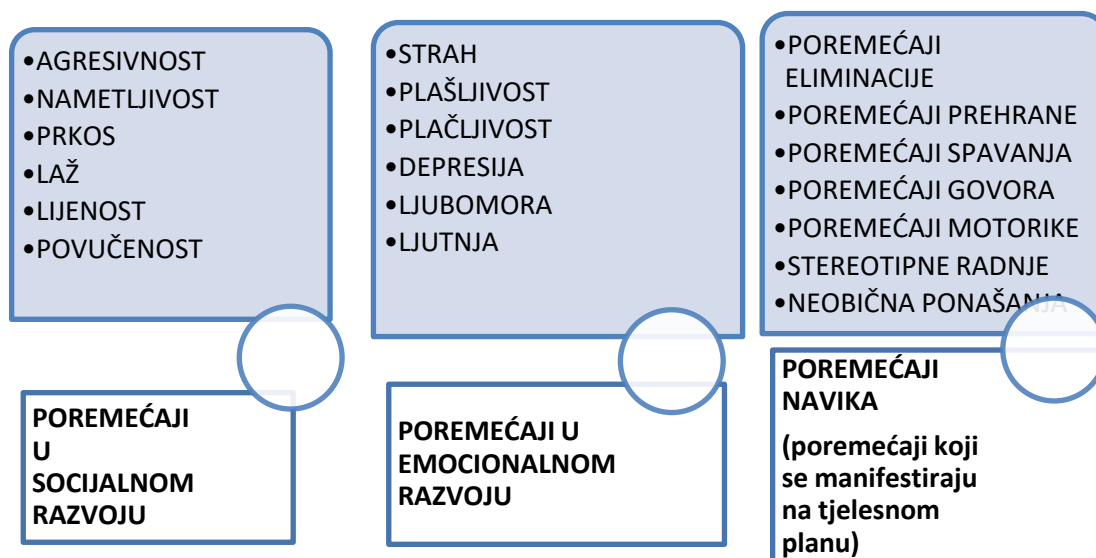 •AGRESIVNOST
•NAMETLJIVOST
•PRKOS
•LAŽ
•LIJENOST
•POVUČENOST
POREMEĆAJI
U
SOCIJALNOM
RAZVOJU
•STRAH
•PLAŠLJIVOST
•PLAČLJIVOST
•DEPRESIJA
•LJUBOMORA
•LJUTNJA
POREMEĆAJI U
EMOCIONALNOM
RAZVOJU
•POREMEĆAJI
ELIMINACIJE
•POREMEĆAJI PREHRANE
•POREMEĆAJI SPAVANJA
•POREMEĆAJI GOVORA
•POREMEĆAJI MOTORIKE
•STEREOTIPNE RADNJE
•NEOBIČNA PONAŠANJA
POREMEĆAJI
NAVIKA
(poremećaji koji
se manifestiraju
na tjelesnom
planu)